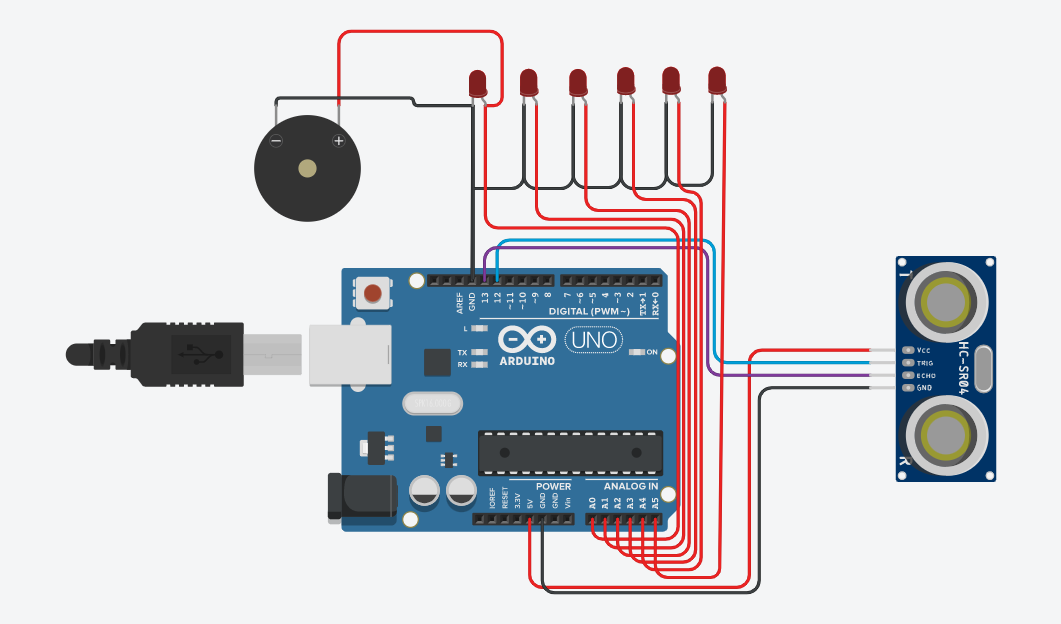 AREF
GND
13
12
~11
~10
~9
8
7
~6
~5
4
~3
2
TX→1
RX←0
DIGITAL (PWM~)
L
TX
RX
ARDUINO
UNO
ON
T
Vcc
TRIG
ECHO
GND
HC-SR04
R
POWER
ANALOG IN
IOREF
RESET
3.3V
5V
GND
GND
Vin
A0
A1
A2
A3
A4
A5